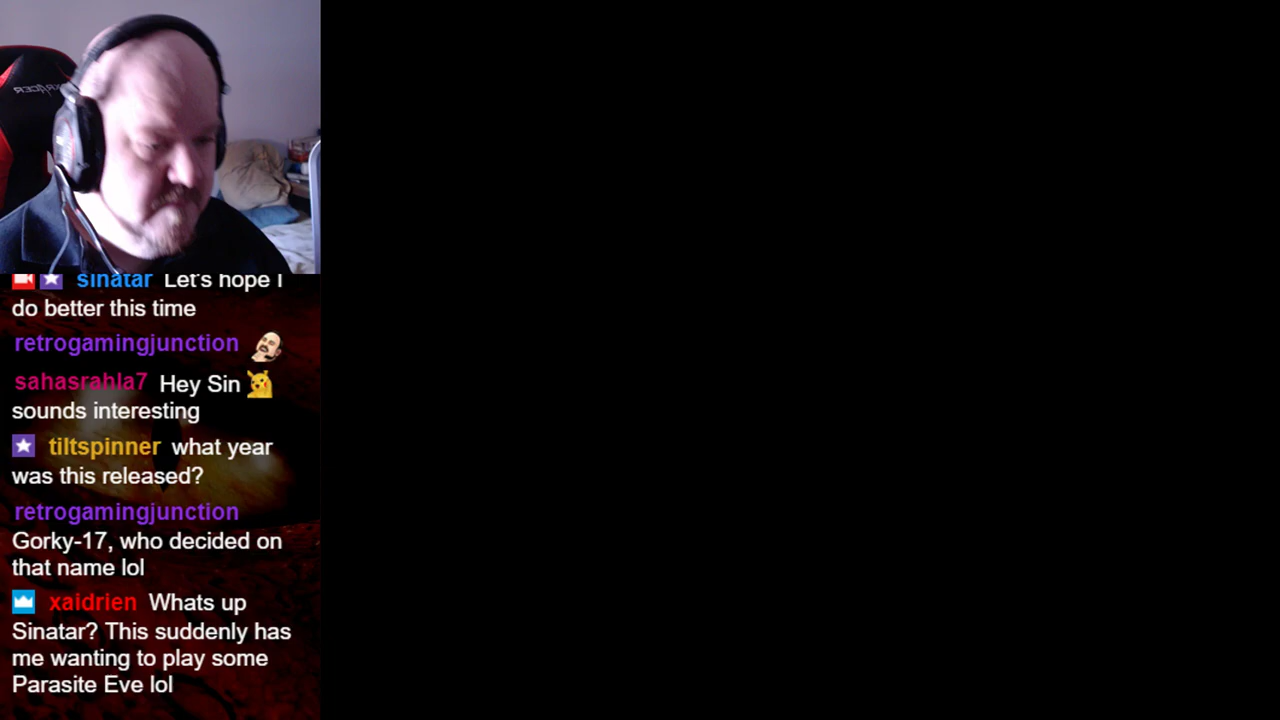 sinatar Let's hope I
do better this time
retrogamingjunction
sahasrahla7 Hey Sin
sounds interesting
tiltspinner what year
was this released?
retrogamingjunction
Gorky-17, who decided on
that name lol
xaidrien Whats up
Sinatar? This suddenly has
me wanting to play some
Parasite Eve lol